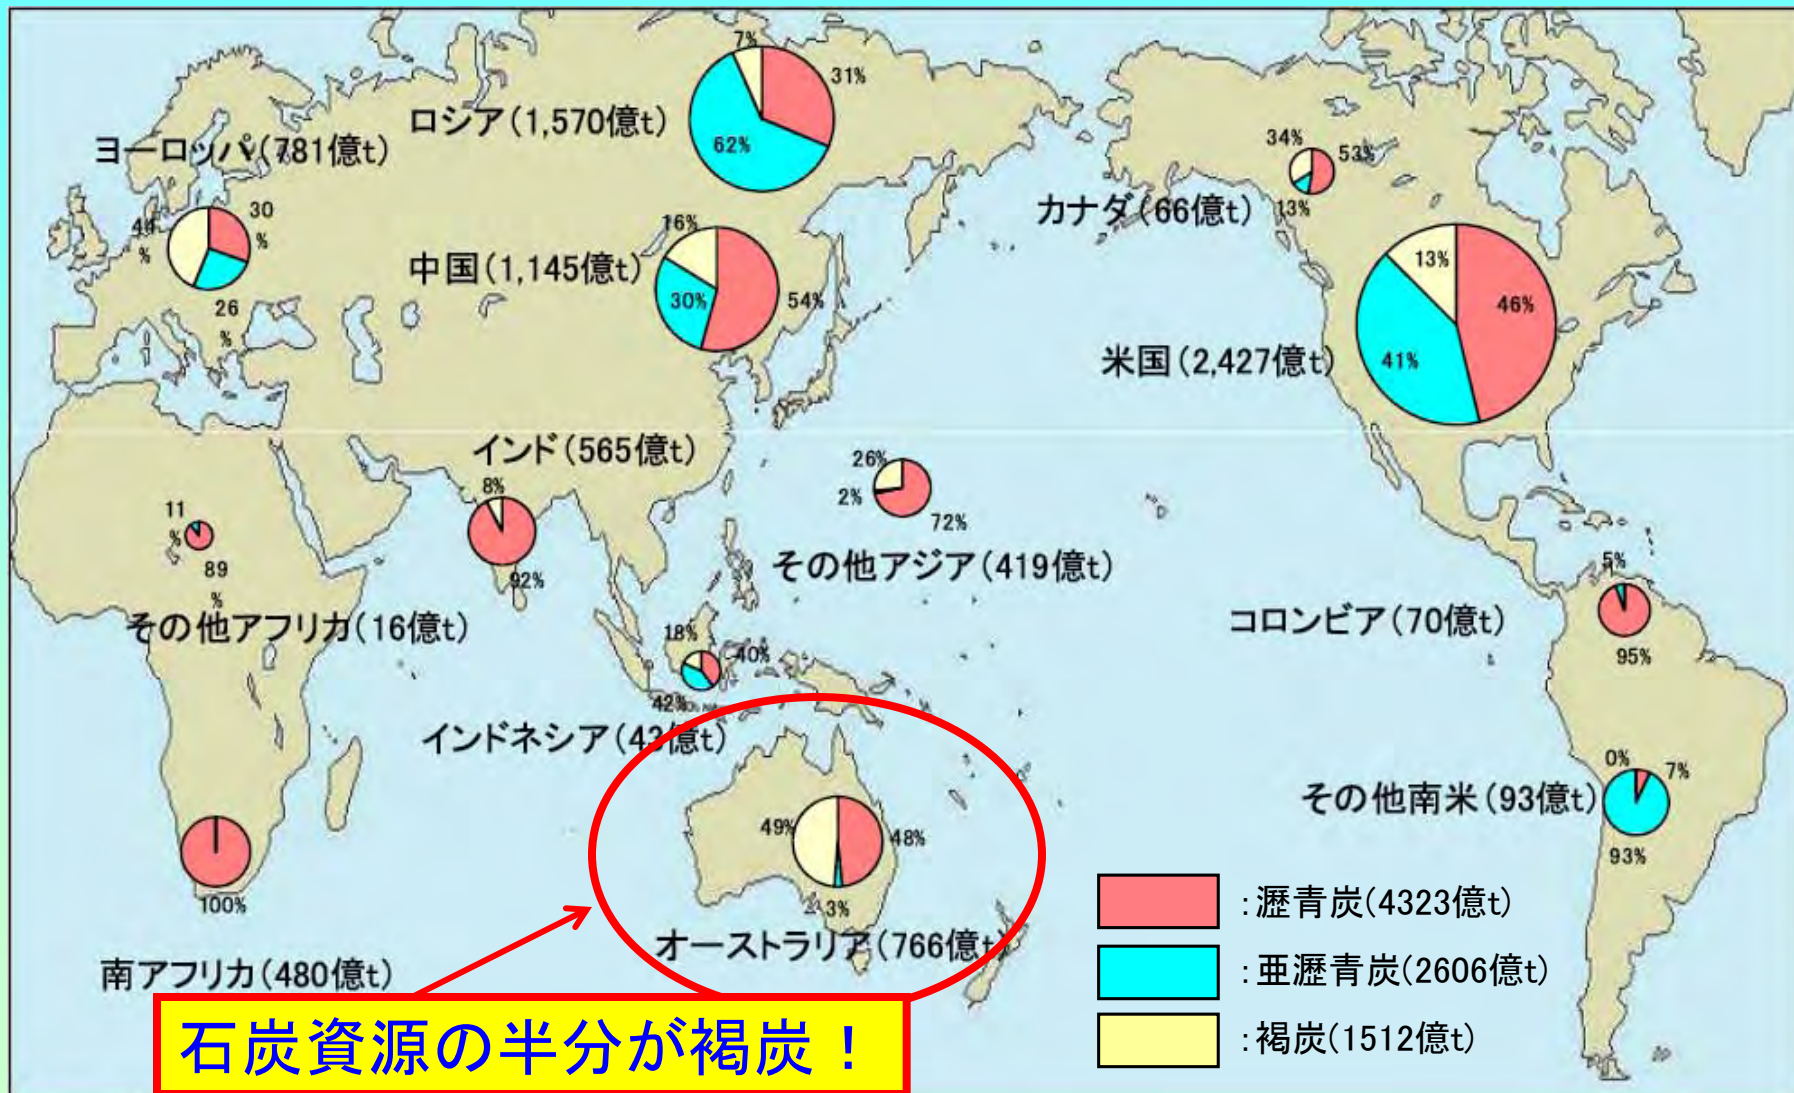 7%
31%
62%
ロシア(1,570億t)
ヨーロッパ(781億t)
44
%
30
%
26
%
16%
中国(1,145億t)
30%
54%
34%
53%
13%
カナダ(66億t)
13%
46%
41%
米国(2,427億t)
インド(565億t)
8%
92%
26%
2%
72%
その他アジア(419億t)
11
%
89
%
その他アフリカ(16億t)
18%
40%
42%
インドネシア(43億t)
5%
コロンビア(70億t)
95%
0%
7%
その他南米(93億t)
93%
49%
48%
3%
オーストラリア(766億t)
100%
南アフリカ(480億t)
石炭資源の半分が褐炭！
:瀝青炭(4323億t)
:亜瀝青炭(2606億t)
:褐炭(1512億t)